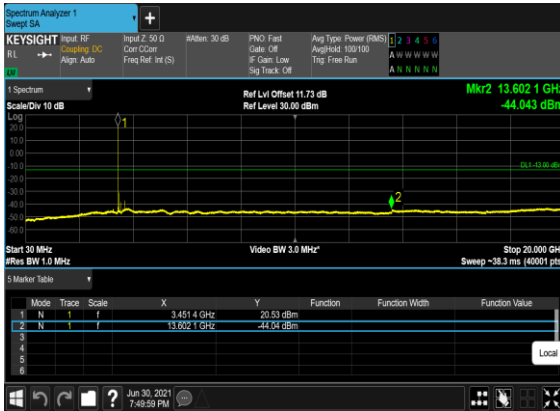 Spectrum Analyzer 1
Swept SA
+
KEYSIGHT Input: RF Input Z: 50 Ω #Atten: 30 dB PNO: Fast Avg Type: Power (RMS) 1 2 3 4 5 6
RL Coupling: DC Corr CCorr Gate: Off Avg|Hold: 100/100 A W W W W W
Align: Auto Freq Ref: Int (S) IF Gain: Low Trig: Free Run
Sig Track: Off A N N N N N
1 Spectrum Ref Lvl Offset 11.73 dB Mkr2 13.602 1 GHz
Scale/Div 10 dB Ref Level 30.00 dBm -44.043 dBm
Log
1
20.0
10.0
0.00
-10.0 DL1 -13.00 dBm
-20.0
-30.0
2
-40.0
-50.0
-60.0
Start 30 MHz Video BW 3.0 MHz* Stop 20.000 GHz
#Res BW 1.0 MHz Sweep ~38.3 ms (40001 pts)
5 Marker Table
Mode Trace Scale X Y Function Function Width Function Value
1 N 1 f 3.451 4 GHz 20.53 dBm
2 N 1 f 13.602 1 GHz -44.04 dBm
3
4
5
6
Local
? Jun 30, 2021
7:49:59 PM